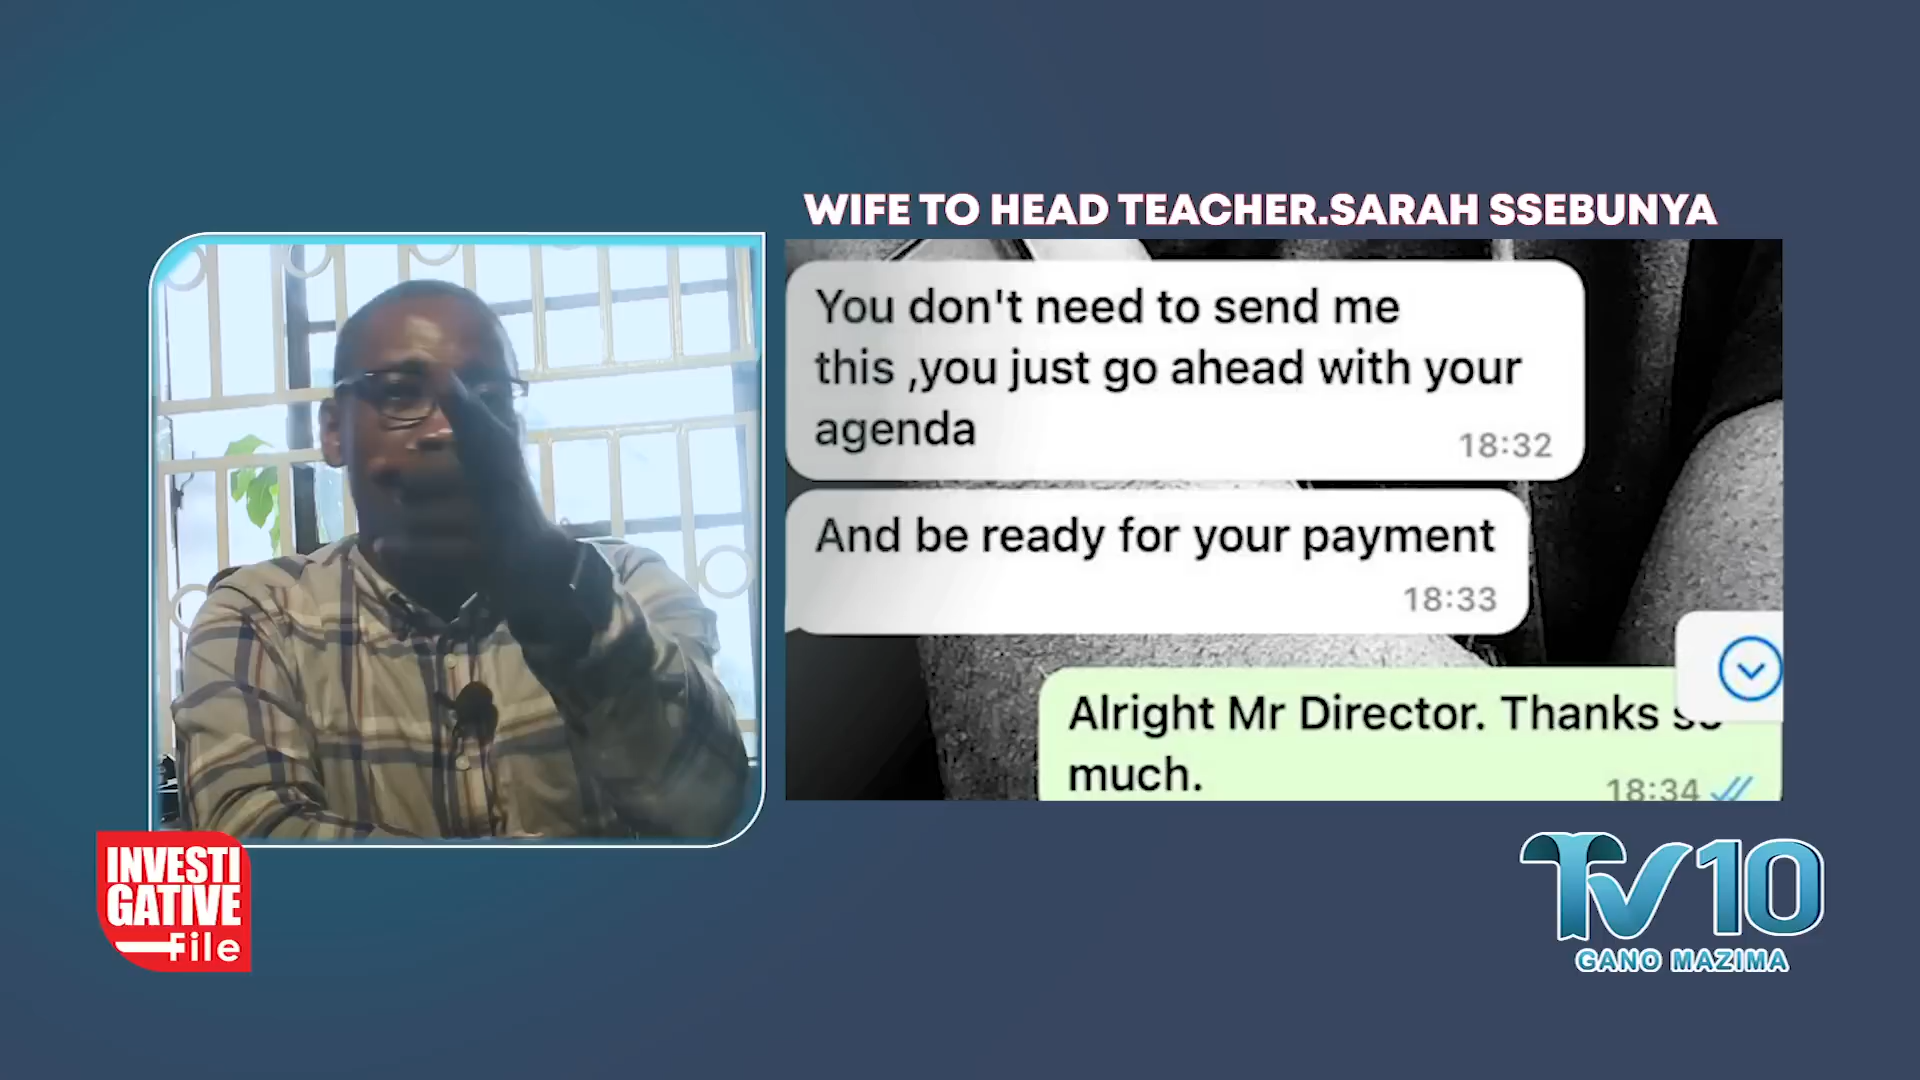 WIFE TO HEAD TEACHER.SARAH SSEBUNYA
You don't need to send me
this ,you just go ahead with your
agenda
18:32
And be ready for your payment
18:33
Alright Mr Director. Thanks so
much.
18:34
INVESTI
GATIVE
File
TV10
GANO MAZIMA